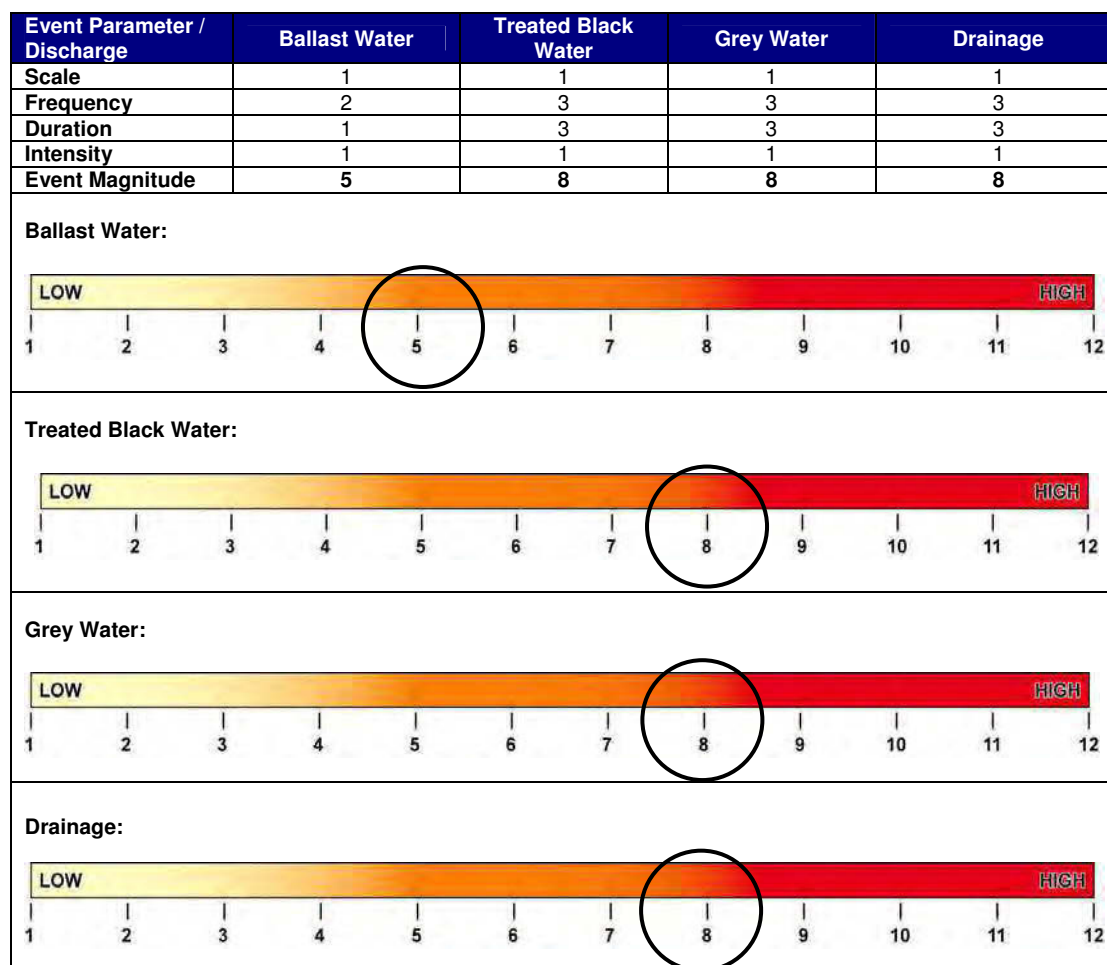 Event Parameter / Discharge Ballast Water Treated Black Water Grey Water Drainage
Scale 1 1 1 1
Frequency 2 3 3 3
Duration 1 3 3 3
Intensity 1 1 1 1
Event Magnitude 5 8 8 8
Ballast Water:
LOW HIGH
1 2 3 4 5 6 7 8 9 10 11 12
Treated Black Water:
LOW HIGH
1 2 3 4 5 6 7 8 9 10 11 12
Grey Water:
LOW HIGH
1 2 3 4 5 6 7 8 9 10 11 12
Drainage:
LOW HIGH
1 2 3 4 5 6 7 8 9 10 11 12